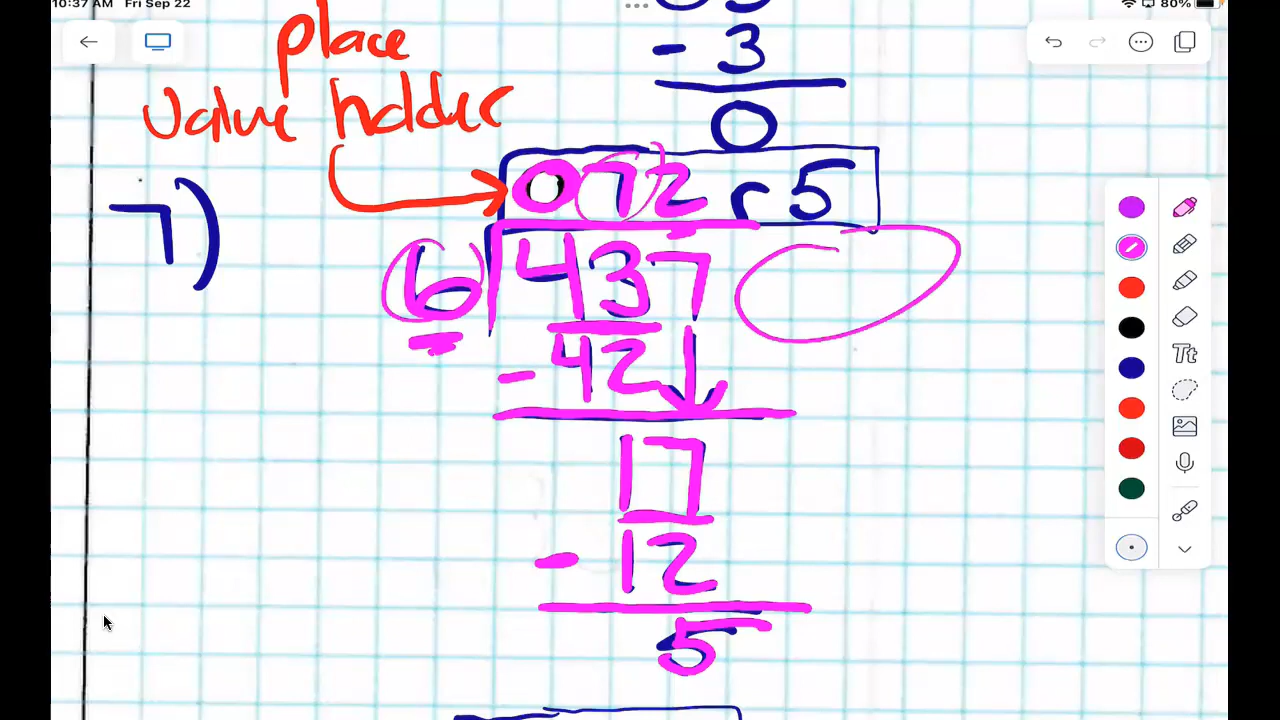 10:37 AM Fri Sep 22
80%
place
- 3
value holder
0
7)
072 r5
6 437
- 42
17
- 12
5
Tt